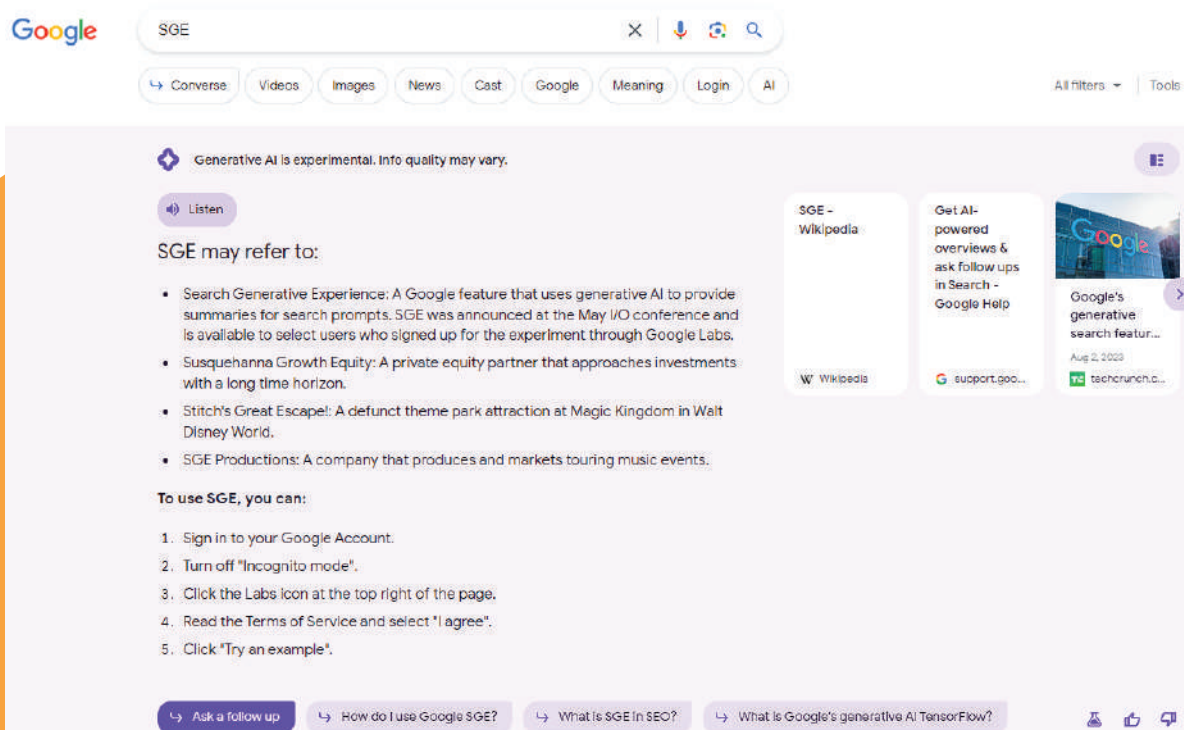 Google
SGE
Converse Videos Images News Cast Google Meaning Login AI
All filters Tools
Generative AI is experimental. Info quality may vary.
Listen
SGE may refer to:
• Search Generative Experience: A Google feature that uses generative AI to provide
summaries for search prompts. SGE was announced at the May I/O conference and
is available to select users who signed up for the experiment through Google Labs.
• Susquehanna Growth Equity: A private equity partner that approaches investments
with a long time horizon.
• Stitch's Great Escape!: A defunct theme park attraction at Magic Kingdom in Walt
Disney World.
• SGE Productions: A company that produces and markets touring music events.
To use SGE, you can:
1. Sign in to your Google Account.
2. Turn off "Incognito mode".
3. Click the Labs icon at the top right of the page.
4. Read the Terms of Service and select "I agree".
5. Click "Try an example".
SGE -
Wikipedia
W Wikipedia
Get AI-
powered
overviews &
ask follow ups
in Search -
Google Help
G support.goo...
Google
Google's
generative
search featur...
Aug 2, 2023
TC techcrunch.c...
Ask a follow up
How do I use Google SGE?
What is SGE in SEO?
What is Google's generative AI TensorFlow?